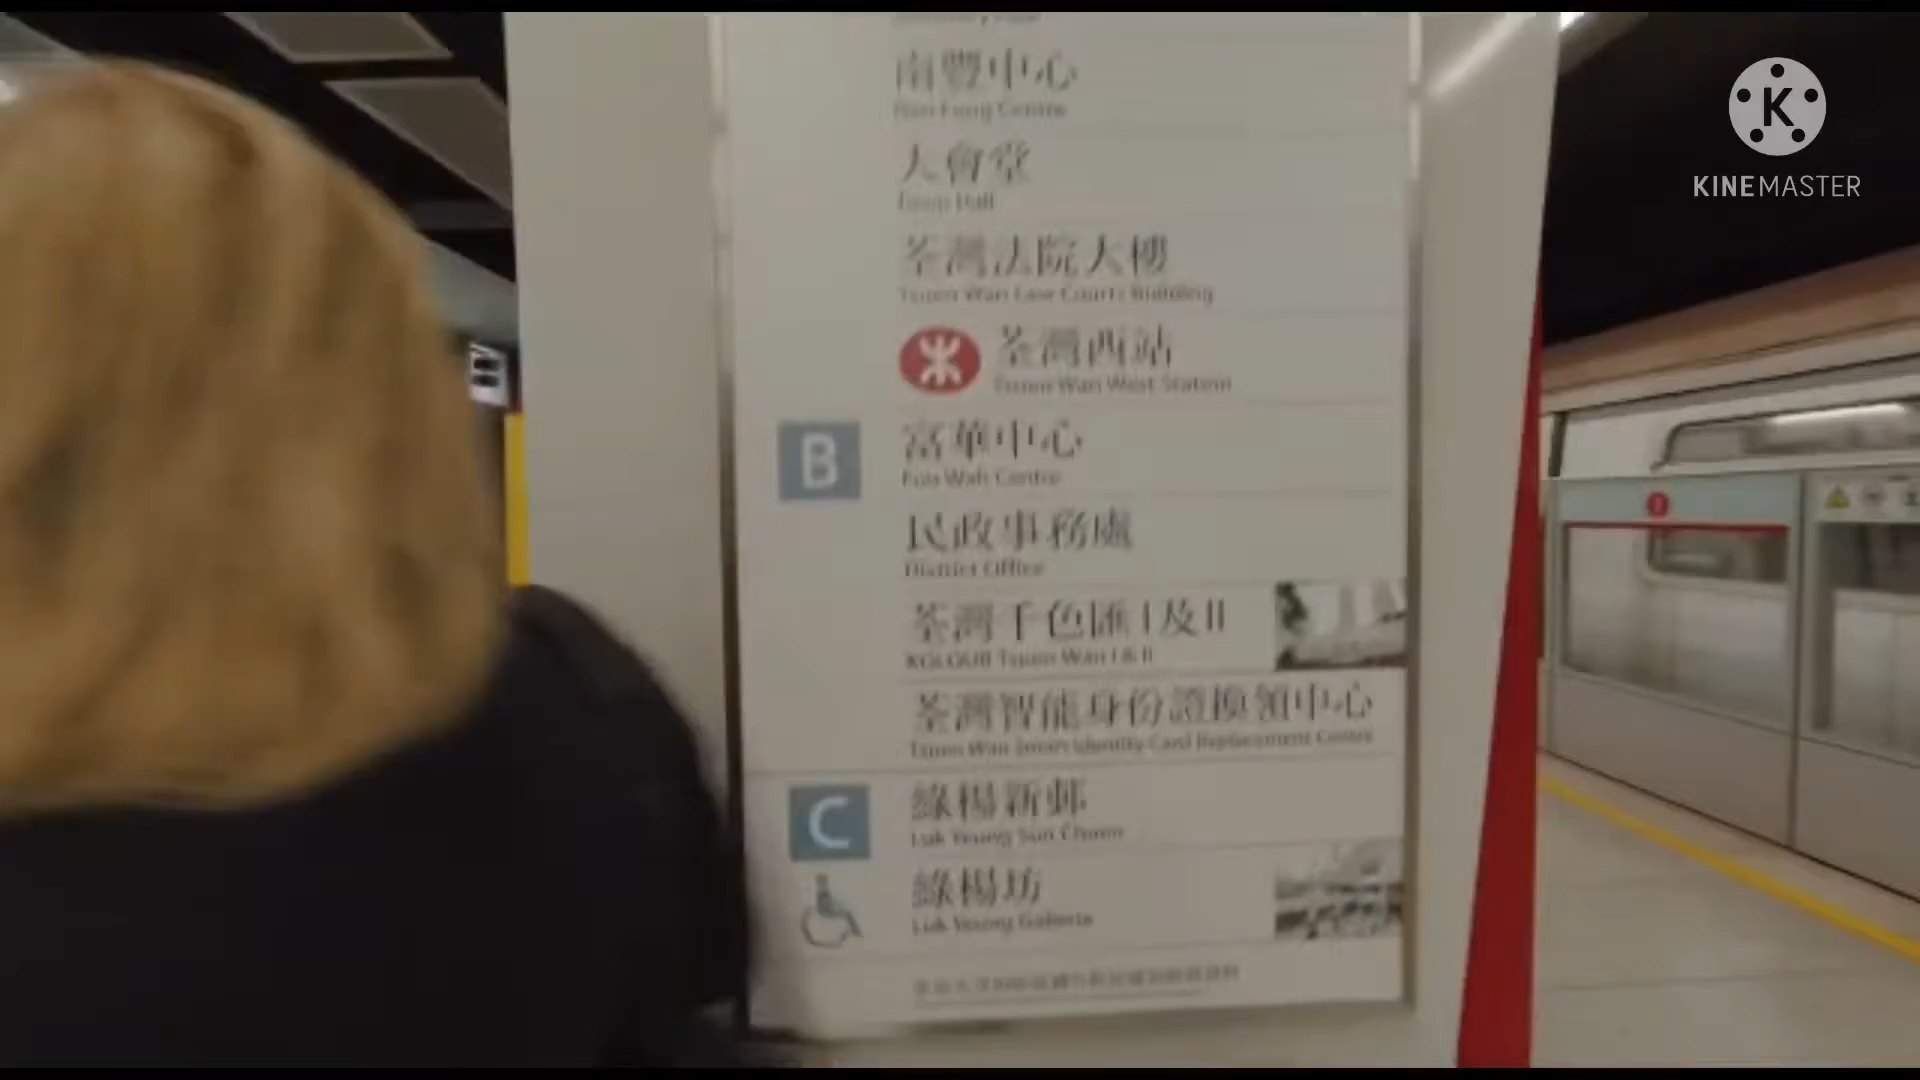 南豐中心
Nan Fung Centre
大會堂
Town Hall
荃灣法院大樓
Tsuen Wan Law Courts Building
荃灣西站
Tsuen Wan West Station
B
富華中心
Fou Wah Centre
民政事務處
District Office
荃灣千色匯 I 及 II
KOLOUR Tsuen Wan I & II
荃灣智能身份證換領中心
Tsuen Wan Smart Identity Card Replacement Centre
C
綠楊新邨
Luk Yeung Sun Chuen
綠楊坊
Luk Yeung Galleria
K
KINEMASTER